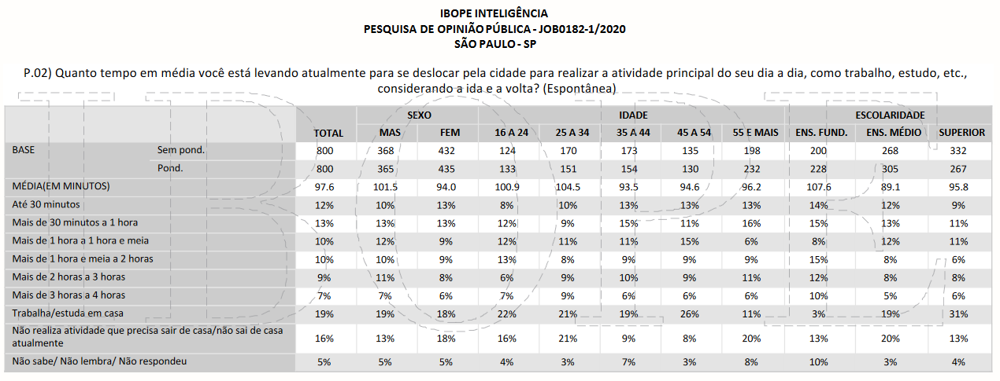 IBOPE INTELIGÊNCIA
PESQUISA DE OPINIÃO PÚBLICA - JOB0182-1/2020
SÃO PAULO - SP
P.02) Quanto tempo em média você está levando atualmente para se deslocar pela cidade para realizar a atividade principal do seu dia a dia, como trabalho, estudo, etc.,
considerando a ida e a volta? (Espontânea)
SEXO IDADE ESCOLARIDADE
TOTAL MAS FEM 16 A 24 25 A 34 35 A 44 45 A 54 55 E MAIS ENS. FUND. ENS. MÉDIO SUPERIOR
BASE Sem pond. 800 368 432 124 170 173 135 198 200 268 332
Pond. 800 365 435 133 151 154 130 232 228 305 267
MÉDIA(EM MINUTOS) 97.6 101.5 94.0 100.9 104.5 93.5 94.6 96.2 107.6 89.1 95.8
Até 30 minutos 12% 10% 13% 8% 10% 13% 13% 13% 14% 12% 9%
Mais de 30 minutos a 1 hora 13% 13% 13% 12% 9% 15% 11% 16% 15% 13% 11%
Mais de 1 hora a 1 hora e meia 10% 12% 9% 12% 11% 11% 15% 6% 8% 12% 11%
Mais de 1 hora e meia a 2 horas 10% 10% 9% 13% 8% 9% 9% 9% 15% 8% 6%
Mais de 2 horas a 3 horas 9% 11% 8% 6% 9% 10% 9% 11% 12% 8% 8%
Mais de 3 horas a 4 horas 7% 7% 6% 7% 9% 6% 6% 6% 10% 5% 6%
Trabalha/estuda em casa 19% 19% 18% 22% 21% 19% 26% 11% 3% 19% 31%
Não realiza atividade que precisa sair de casa/não sai de casa
atualmente 16% 13% 18% 16% 21% 9% 8% 20% 13% 20% 13%
Não sabe/ Não lembra/ Não respondeu 5% 5% 5% 4% 3% 7% 3% 8% 10% 3% 4%